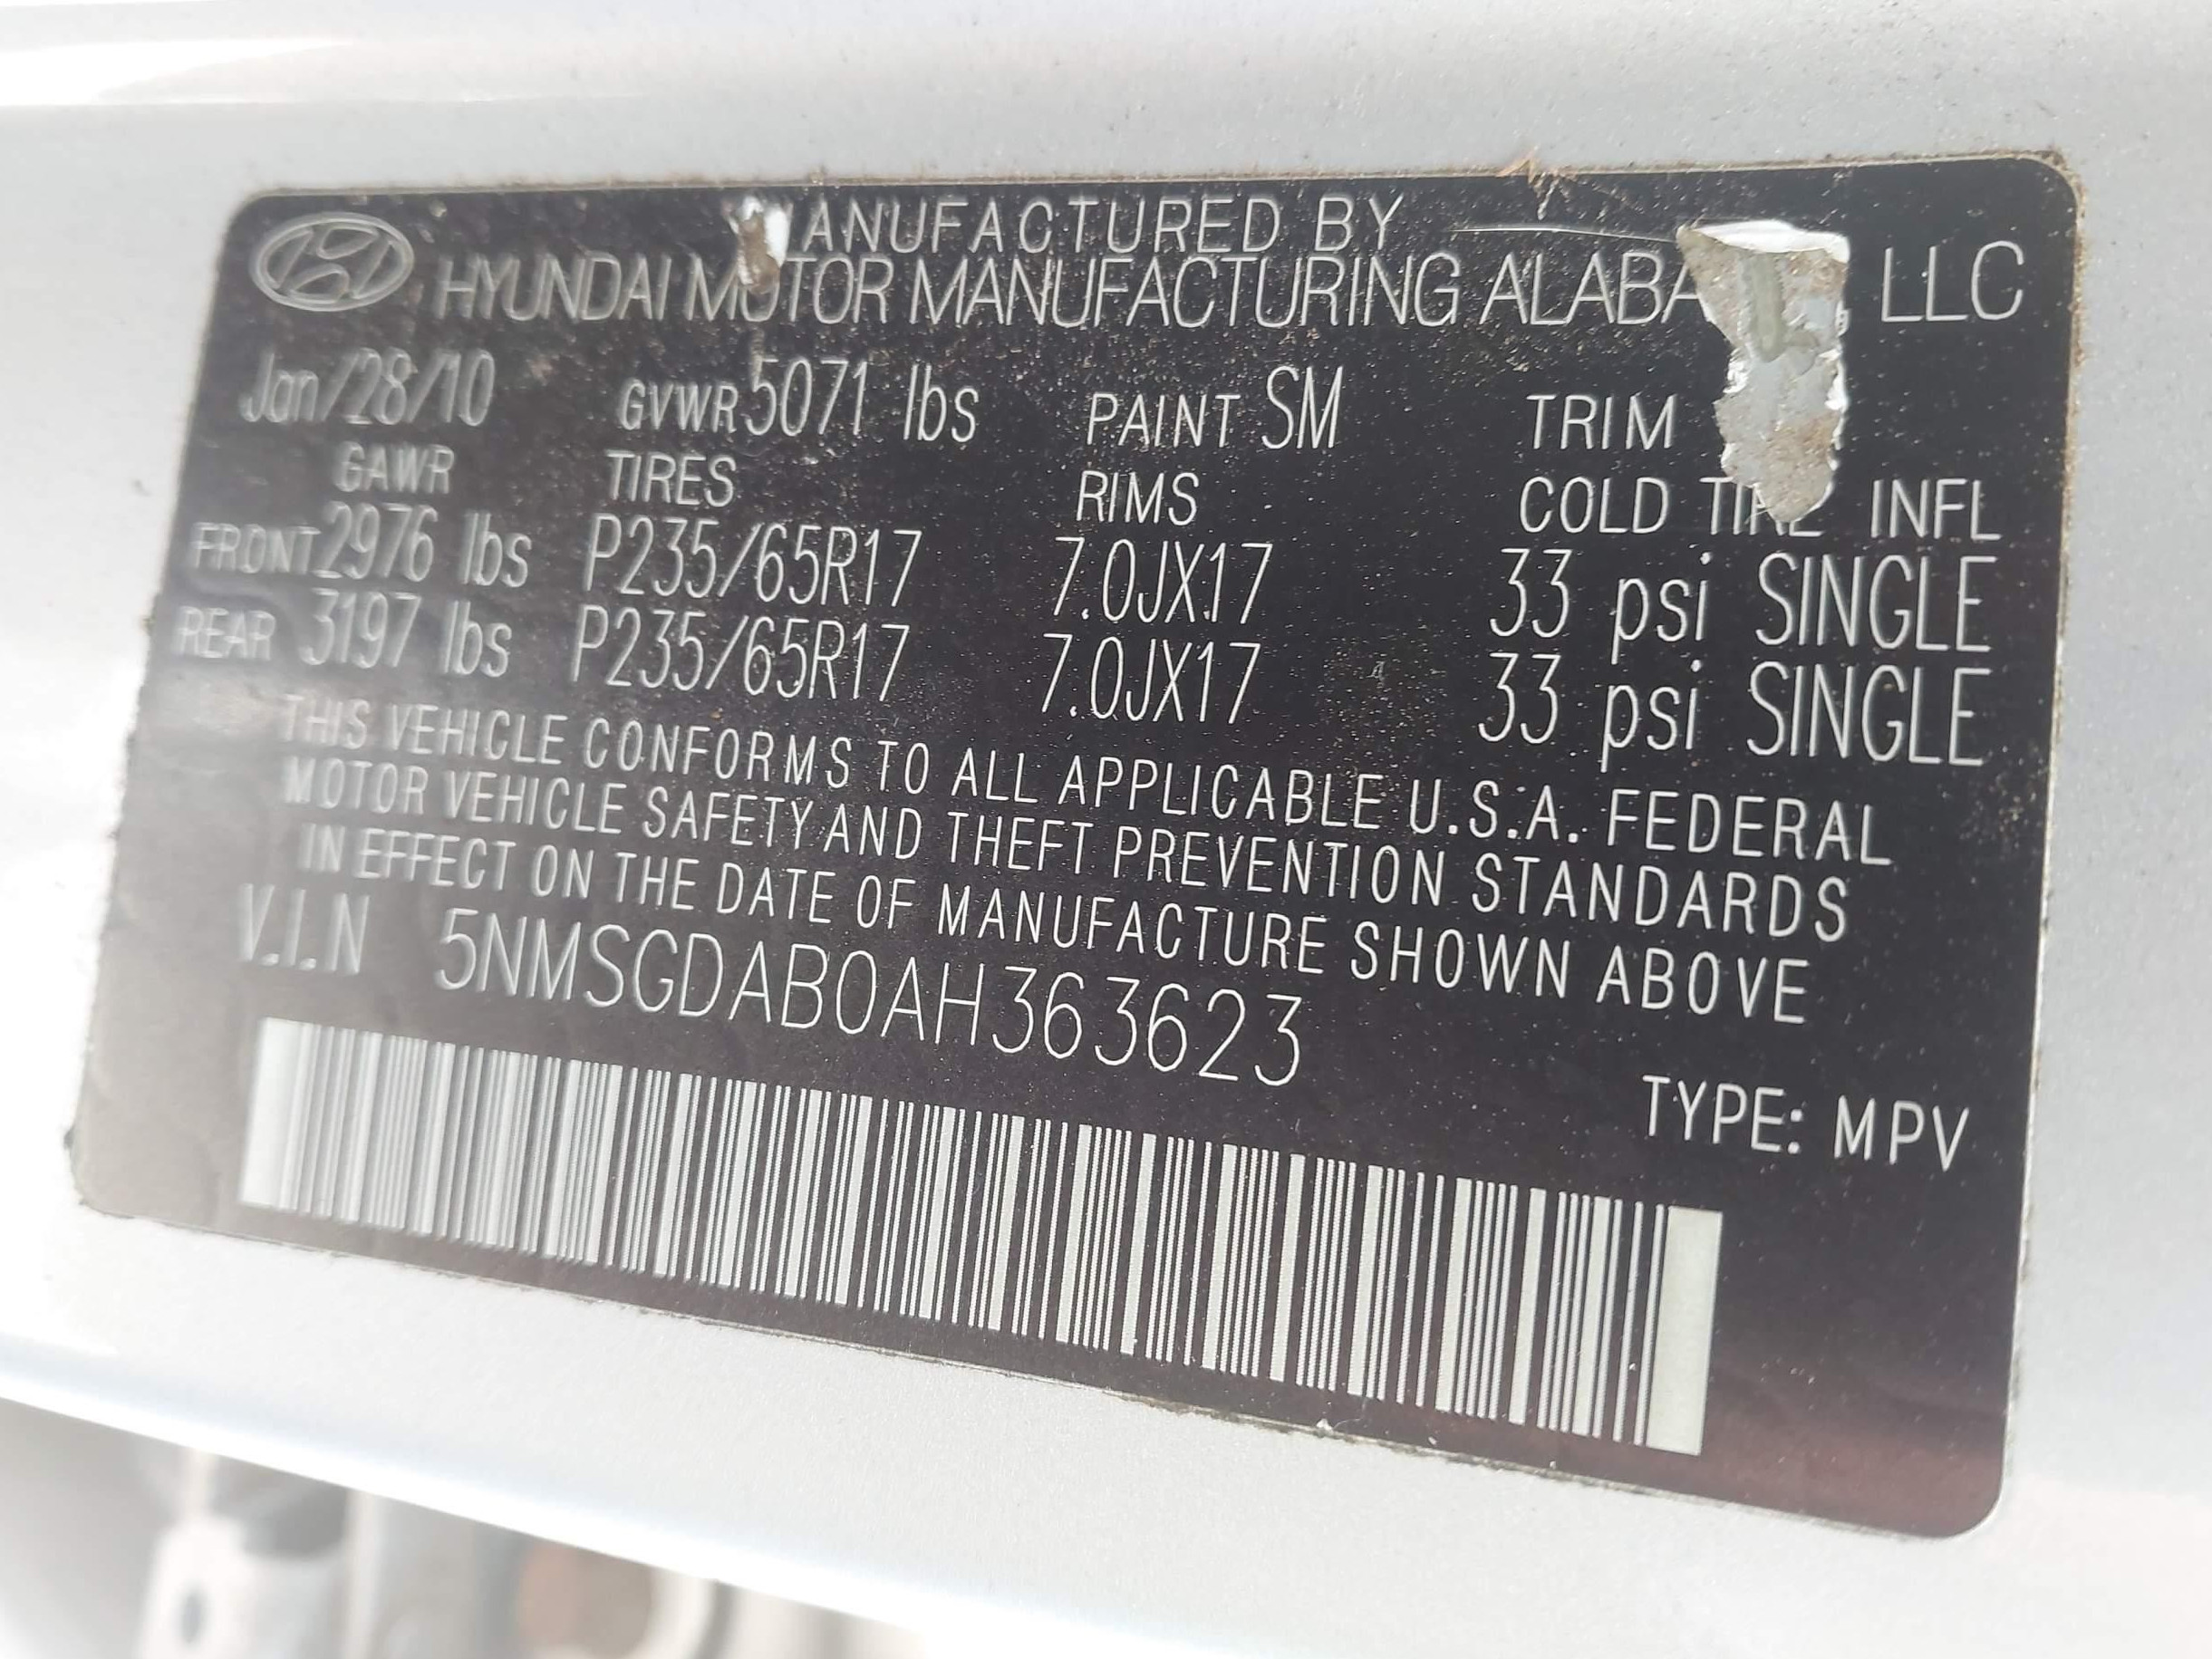 ANUFACTURED BY
HYUNDAI MOTOR MANUFACTURING ALABA LLC
Jan/28/10 GVWR 5071 lbs PAINT SM TRIM
GAWR TIRES RIMS COLD TIRE INFL
FRONT 2976 lbs P235/65R17 7.0JX17 33 psi SINGLE
REAR 3197 lbs P235/65R17 7.0JX17 33 psi SINGLE
THIS VEHICLE CONFORMS TO ALL APPLICABLE U.S.A. FEDERAL
MOTOR VEHICLE SAFETY AND THEFT PREVENTION STANDARDS
IN EFFECT ON THE DATE OF MANUFACTURE SHOWN ABOVE
V.I.N 5NMSGDAB0AH363623
TYPE: MPV